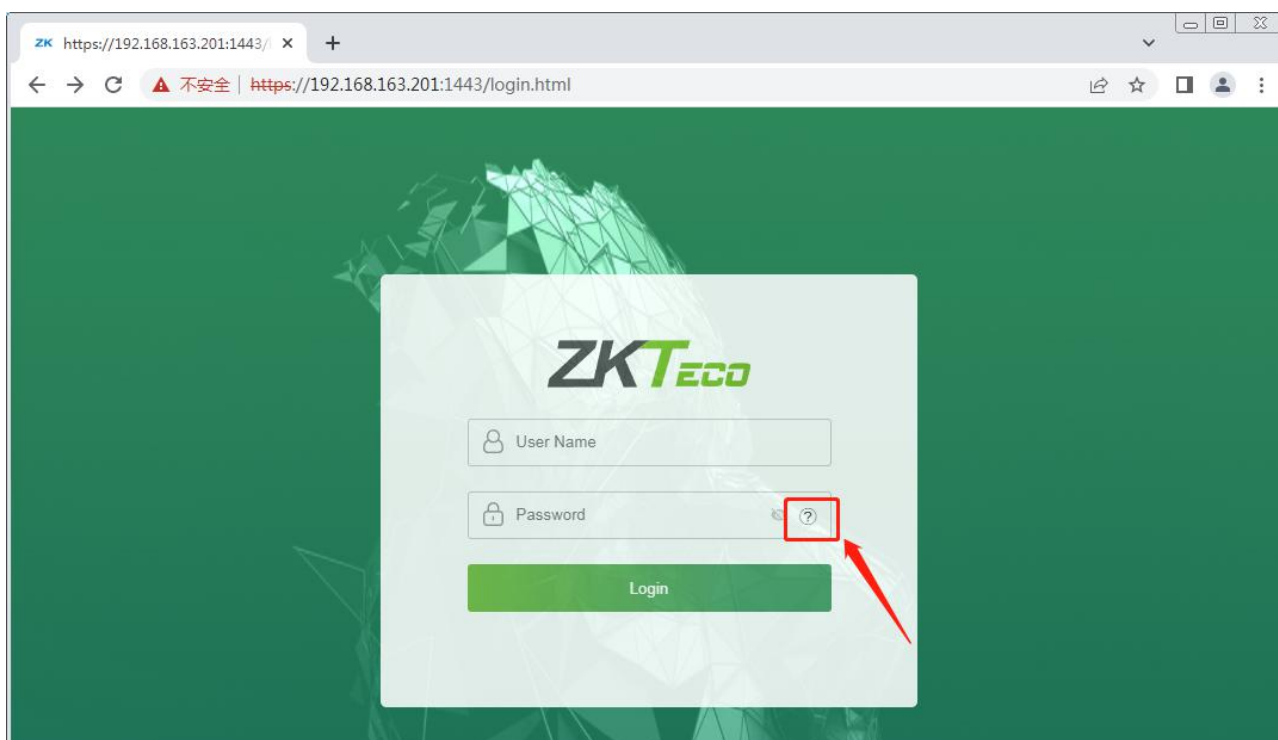 ZK https://192.168.163.201:1443/
不安全 | https://192.168.163.201:1443/login.html
ZKTECO
User Name
Password
Login